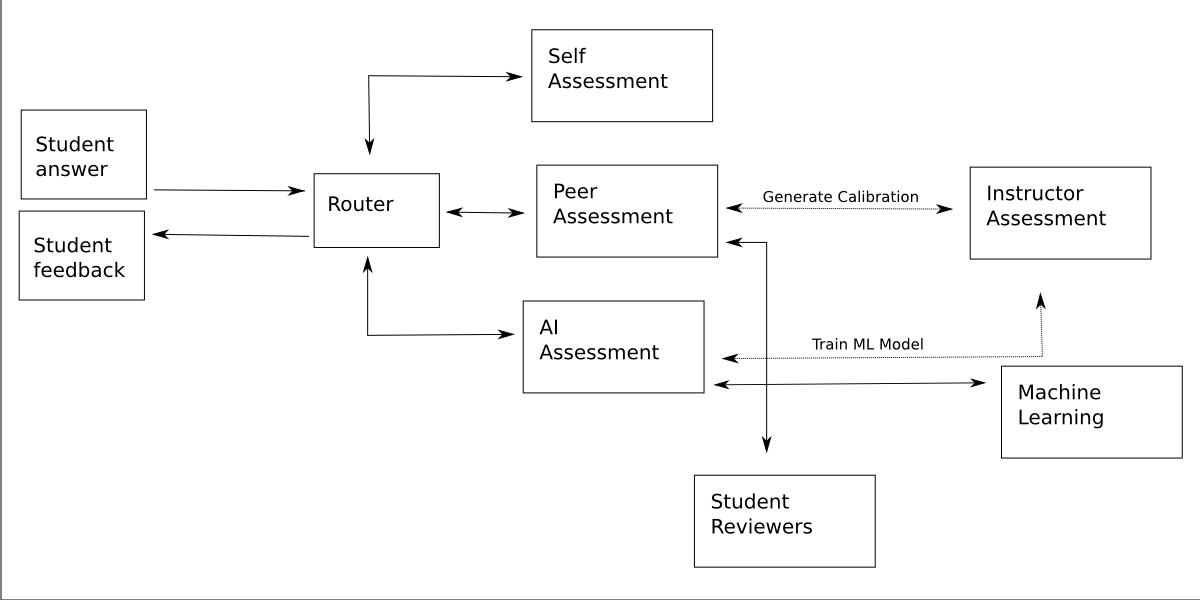 Self
Assessment
Student
answer
Student
feedback
Router
Peer
Assessment
Generate Calibration
Instructor
Assessment
AI
Assessment
Train ML Model
Machine
Learning
Student
Reviewers